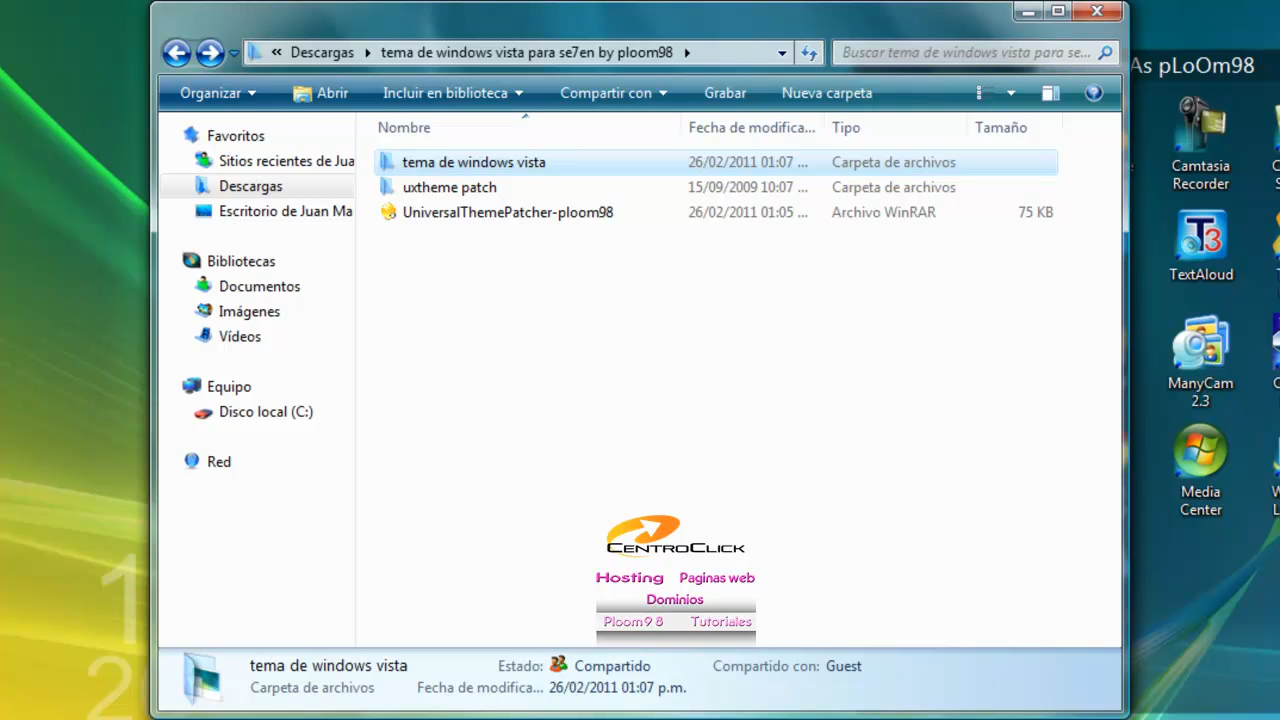 « Descargas tema de windows vista para se7en by ploom98
Buscar tema de windows vista para se...
As pLoOm98
Organizar Abrir Incluir en biblioteca Compartir con Grabar Nueva carpeta
Nombre Fecha de modifica... Tipo Tamaño
tema de windows vista 26/02/2011 01:07 ... Carpeta de archivos
uxtheme patch 15/09/2009 10:07 ... Carpeta de archivos
UniversalThemePatcher-ploom98 26/02/2011 01:05 ... Archivo WinRAR 75 KB
Favoritos
Sitios recientes de Jua
Descargas
Escritorio de Juan Ma
Bibliotecas
Documentos
Imágenes
Vídeos
Equipo
Disco local (C:)
Red
Camtasia
Recorder
T3
TextAloud
ManyCam
2.3
Media
Center
CENTROCLICK
Hosting Paginas web
Dominios
Ploom98 Tutoriales
1
2
tema de windows vista Estado: Compartido Compartido con: Guest
Carpeta de archivos Fecha de modifica... 26/02/2011 01:07 p.m.